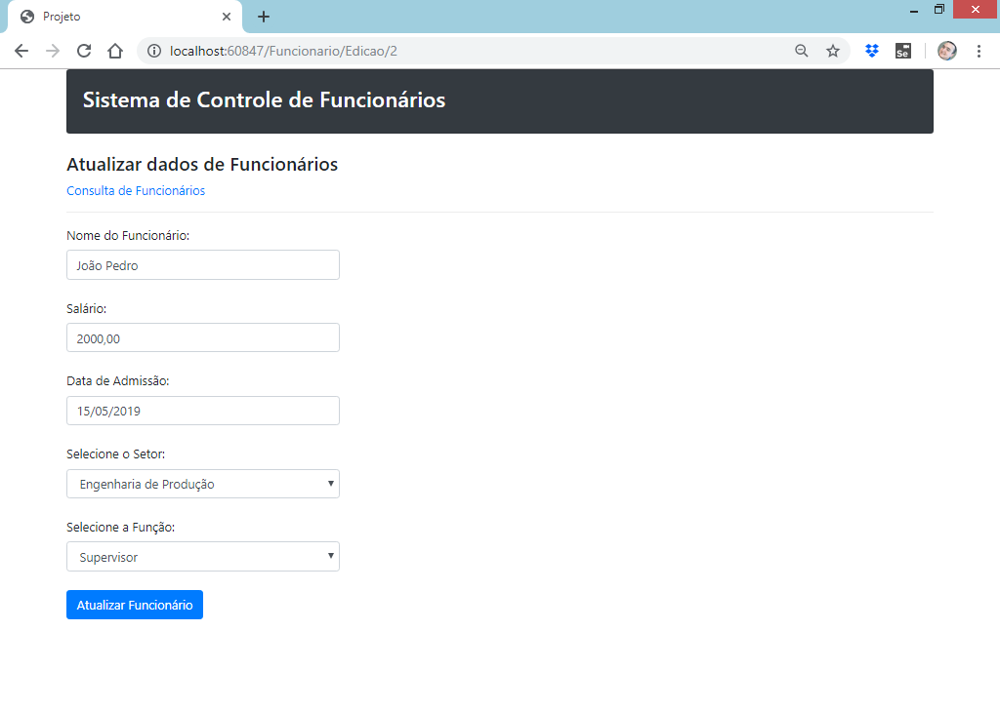 Projeto
localhost:60847/Funcionario/Edicao/2
Se
Sistema de Controle de Funcionários
Atualizar dados de Funcionários
Consulta de Funcionários
Nome do Funcionário:
João Pedro
Salário:
2000,00
Data de Admissão:
15/05/2019
Selecione o Setor:
Engenharia de Produção
Selecione a Função:
Supervisor
Atualizar Funcionário